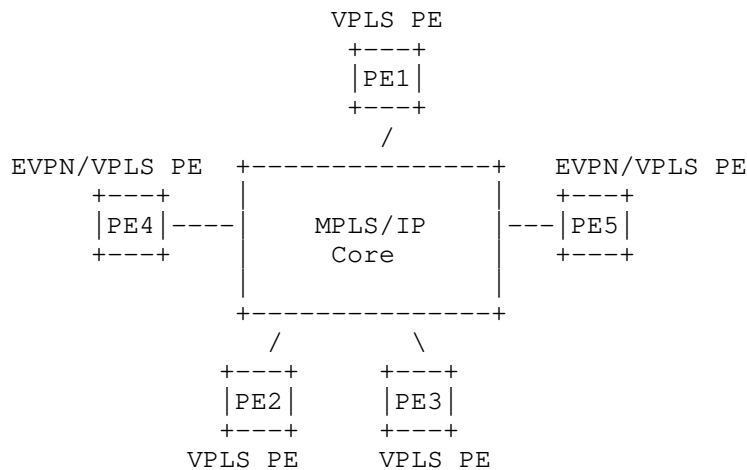 VPLS PE
PE1
EVPN/VPLS PE EVPN/VPLS PE
PE4 MPLS/IP PE5
Core
PE2 PE3
VPLS PE VPLS PE